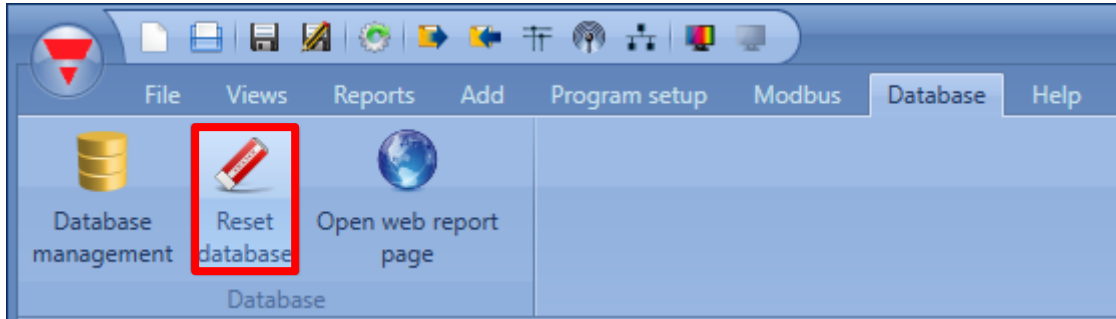 File Views Reports Add Program setup Modbus Database Help
Database management
Reset database
Open web report page
Database